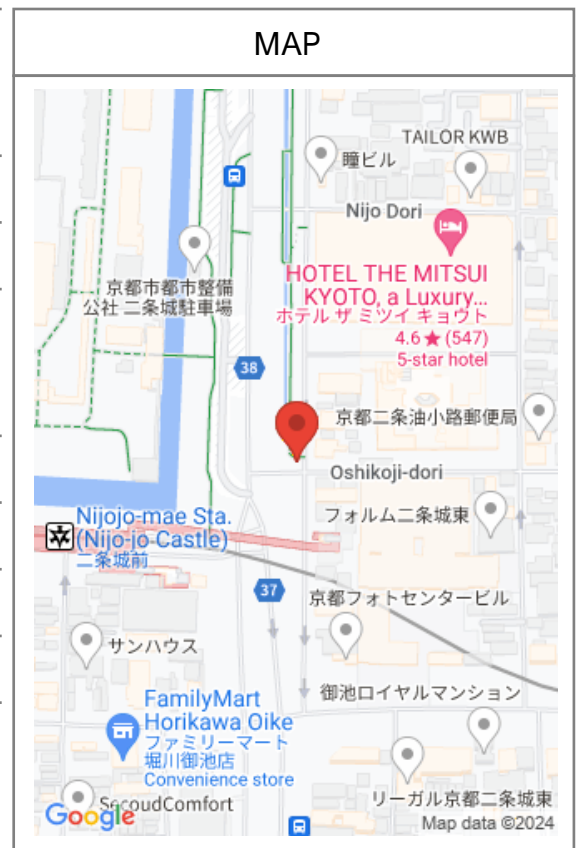 MAP
TAILOR KWB
瞳ビル
Nijo Dori
HOTEL THE MITSUI
KYOTO, a Luxury...
ホテル ザ ミツイ キョウト
4.6★(547)
5-star hotel
京都市都市整備
公社 二条城駐車場
38
京都二条油小路郵便局
Oshikoji-dori
フォルム二条城東
Nijojo-mae Sta.
(Nijo-jo Castle)
二条城前
37
京都フォトセンタービル
サンハウス
御池ロイヤルマンション
FamilyMart
Horikawa Oike
ファミリーマート
堀川御池店
Convenience store
SecoudComfort
リーガル京都二条城東
Google
Map data ©2024